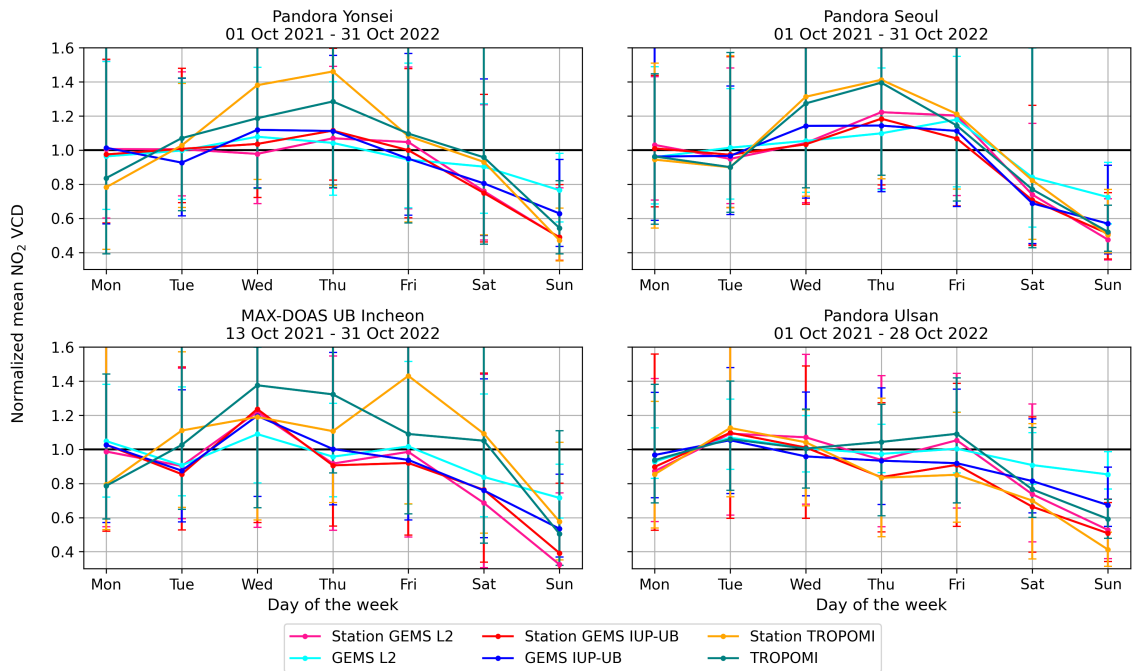 Pandora Yonsei
01 Oct 2021 - 31 Oct 2022
1.6
1.4
1.2
1.0
0.8
0.6
0.4
Mon Tue Wed Thu Fri Sat Sun
Pandora Seoul
01 Oct 2021 - 31 Oct 2022
Mon Tue Wed Thu Fri Sat Sun
Normalized mean NO₂ VCD
MAX-DOAS UB Incheon
13 Oct 2021 - 31 Oct 2022
1.6
1.4
1.2
1.0
0.8
0.6
0.4
Mon Tue Wed Thu Fri Sat Sun
Day of the week
Pandora Ulsan
01 Oct 2021 - 28 Oct 2022
Mon Tue Wed Thu Fri Sat Sun
Day of the week
Station GEMS L2 Station GEMS IUP-UB Station TROPOMI
GEMS L2 GEMS IUP-UB TROPOMI